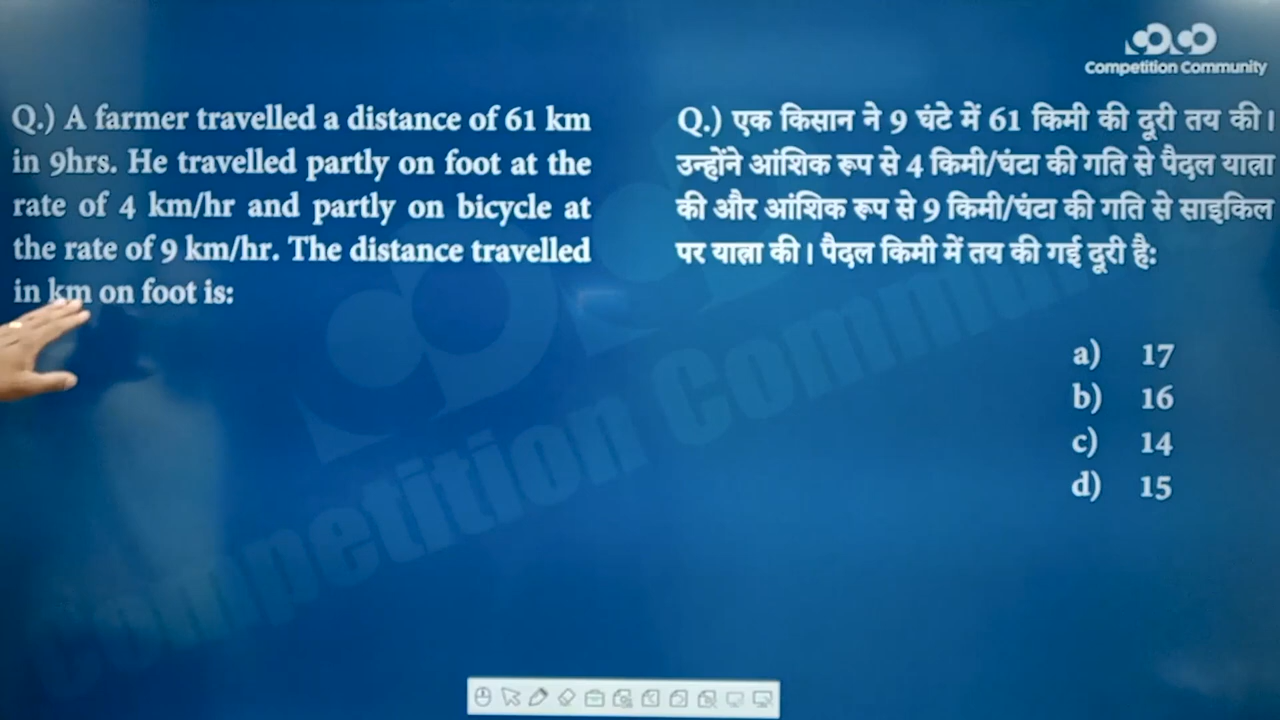 Competition Community
Q.) A farmer travelled a distance of 61 km
in 9hrs. He travelled partly on foot at the
rate of 4 km/hr and partly on bicycle at
the rate of 9 km/hr. The distance travelled
in km on foot is:
Q.) एक किसान ने 9 घंटे में 61 किमी की दूरी तय की।
उन्होंने आंशिक रूप से 4 किमी/घंटा की गति से पैदल यात्रा
की और आंशिक रूप से 9 किमी/घंटा की गति से साइकिल
पर यात्रा की। पैदल किमी में तय की गई दूरी है:
a) 17
b) 16
c) 14
d) 15
Competition Commun